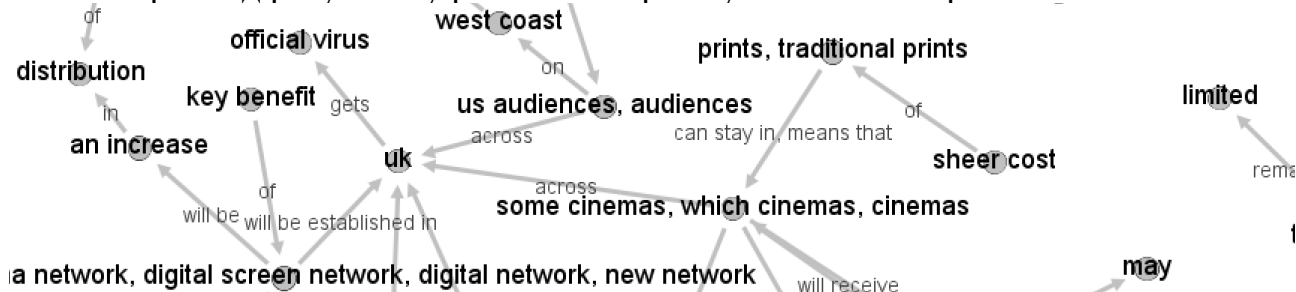 of
west coast
official virus
prints, traditional prints
distribution
on
key benefit
gets
us audiences, audiences
limited
in
of
across
can stay in, means that
an increase
uk
sheer cost
rema
of
across
will be
will be established in
some cinemas, which cinemas, cinemas
a network, digital screen network, digital network, new network
may
will receive